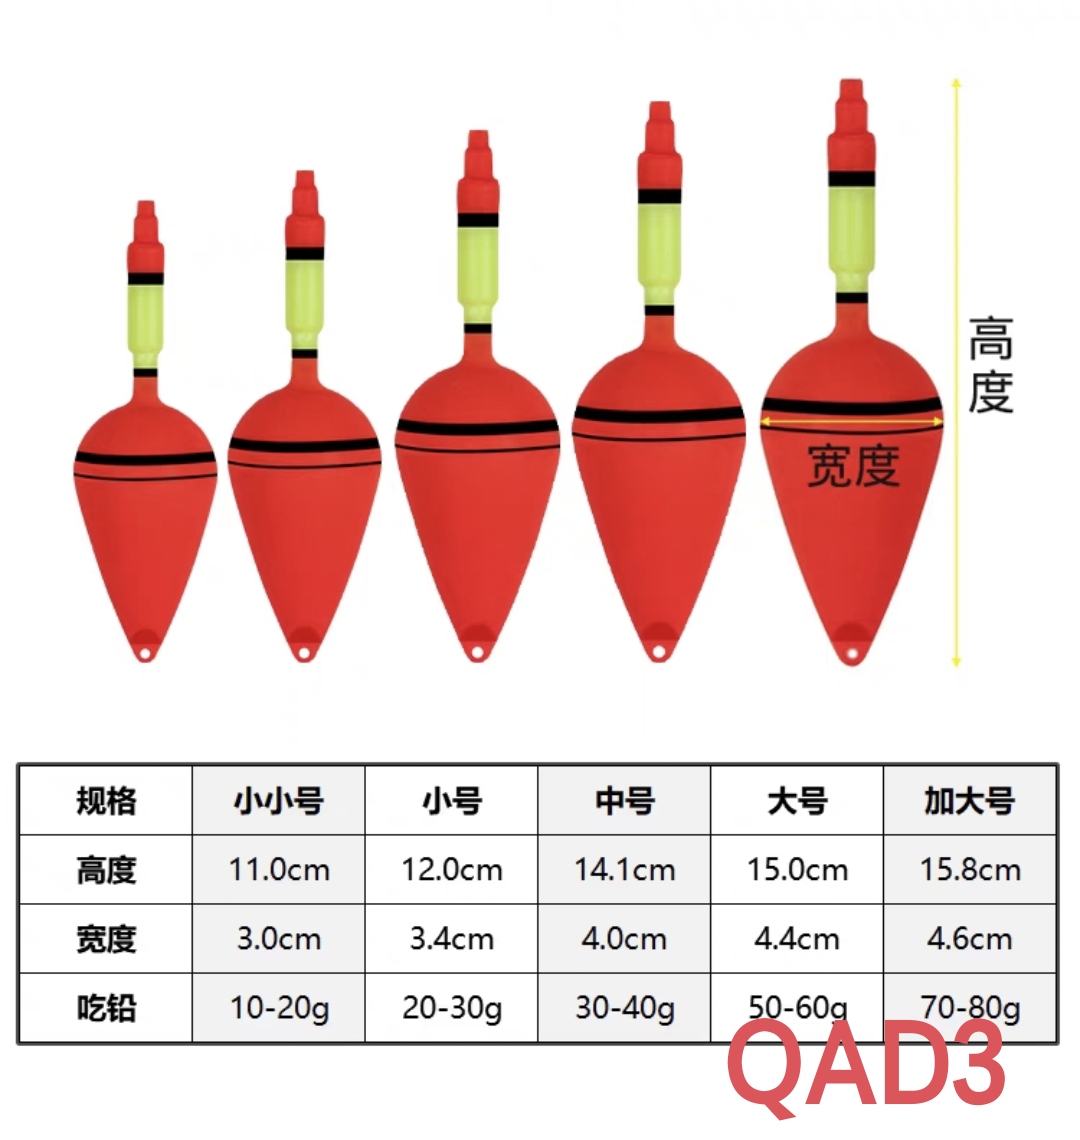 高
度
宽度
规格 小小号 小号 中号 大号 加大号
高度 11.0cm 12.0cm 14.1cm 15.0cm 15.8cm
宽度 3.0cm 3.4cm 4.0cm 4.4cm 4.6cm
吃铅 10-20g 20-30g 30-40g 50-60g 70-80g
QAD3